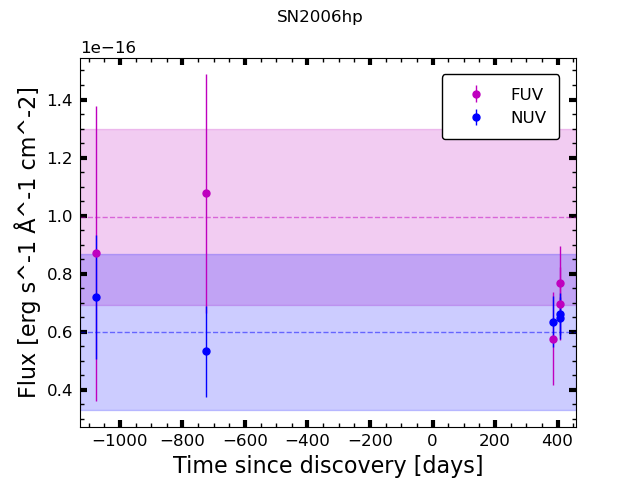 SN2006hp
1e−16
FUV
NUV
1.4
1.2
1.0
0.8
0.6
0.4
Flux [erg s^-1 Å^-1 cm^-2]
−1000 −800 −600 −400 −200 0 200 400
Time since discovery [days]